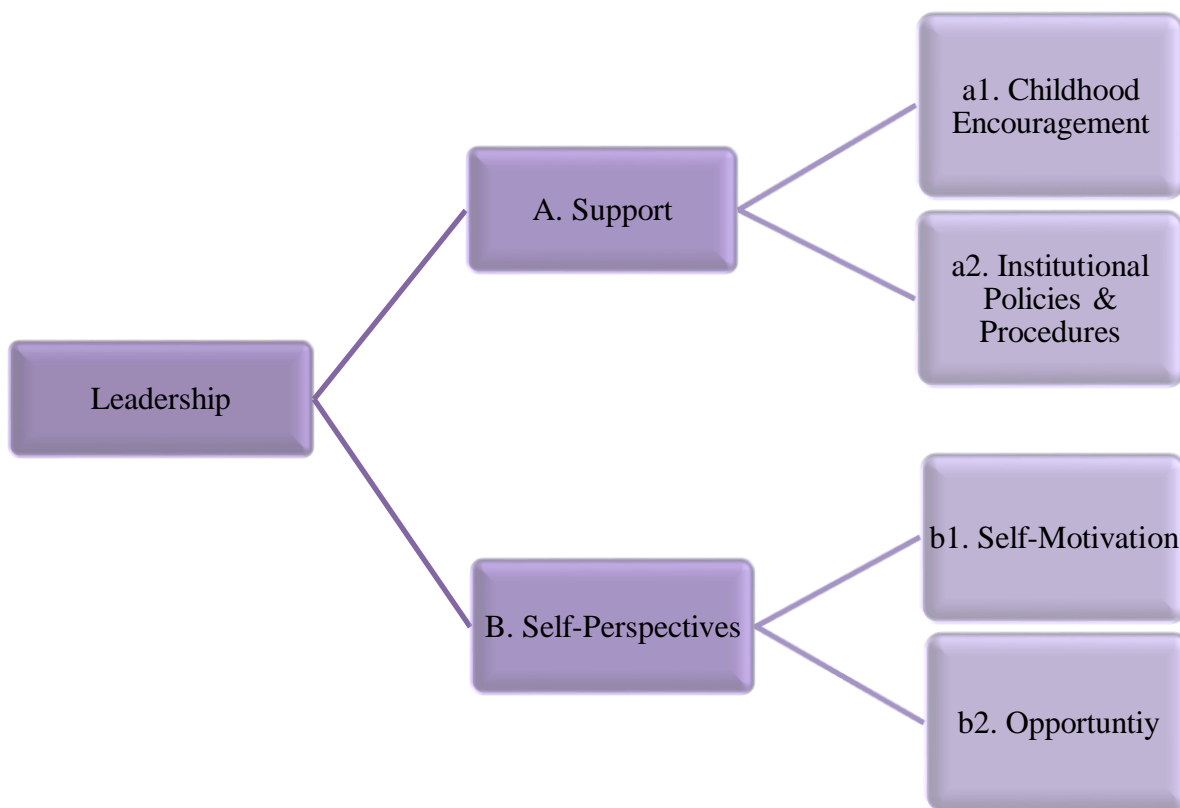 a1. Childhood
Encouragement
A. Support
a2. Institutional
Policies &
Procedures
Leadership
b1. Self-Motivation
B. Self-Perspectives
b2. Opportuntiy